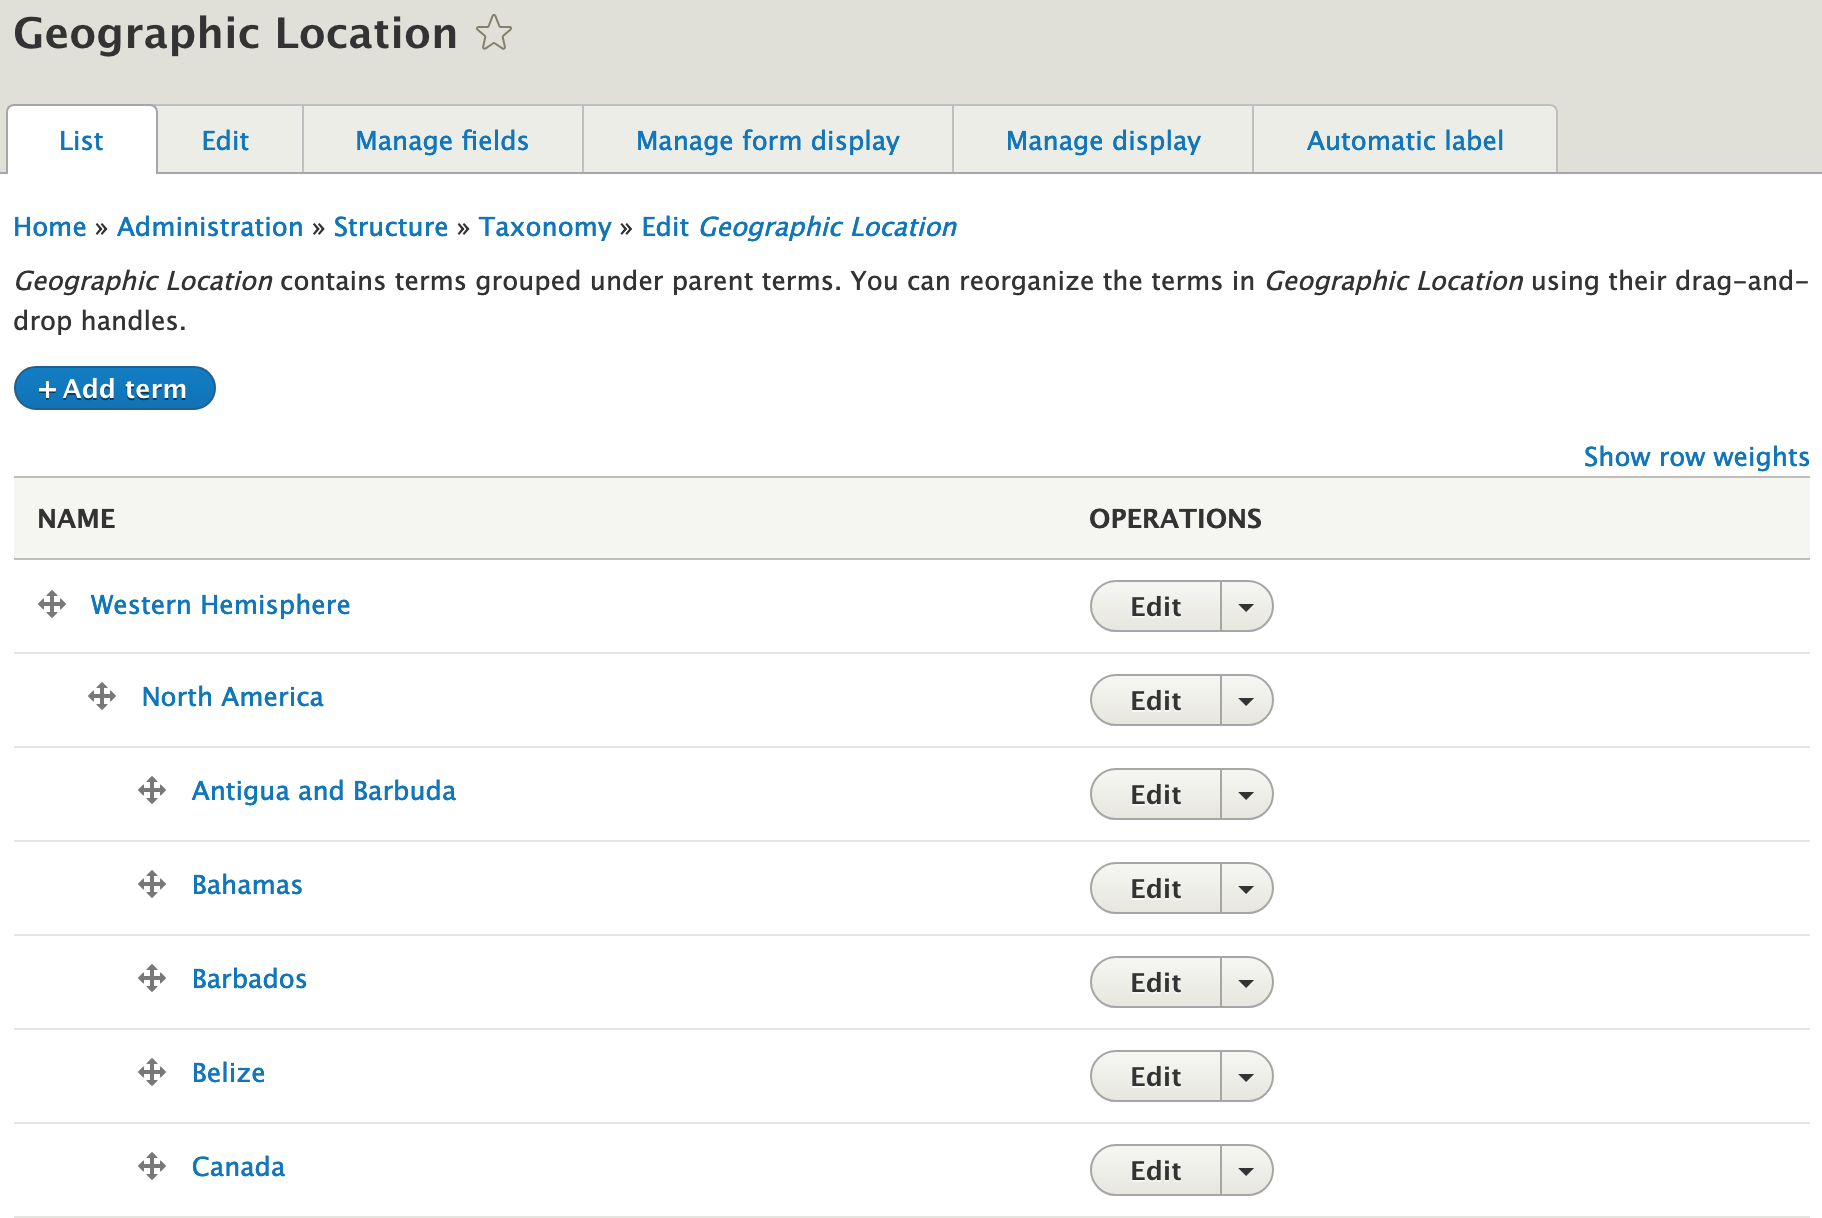 Geographic Location
List Edit Manage fields Manage form display Manage display Automatic label
Home » Administration » Structure » Taxonomy » Edit Geographic Location
Geographic Location contains terms grouped under parent terms. You can reorganize the terms in Geographic Location using their drag-and-
drop handles.
+ Add term
Show row weights
NAME OPERATIONS
Western Hemisphere Edit
North America Edit
Antigua and Barbuda Edit
Bahamas Edit
Barbados Edit
Belize Edit
Canada Edit